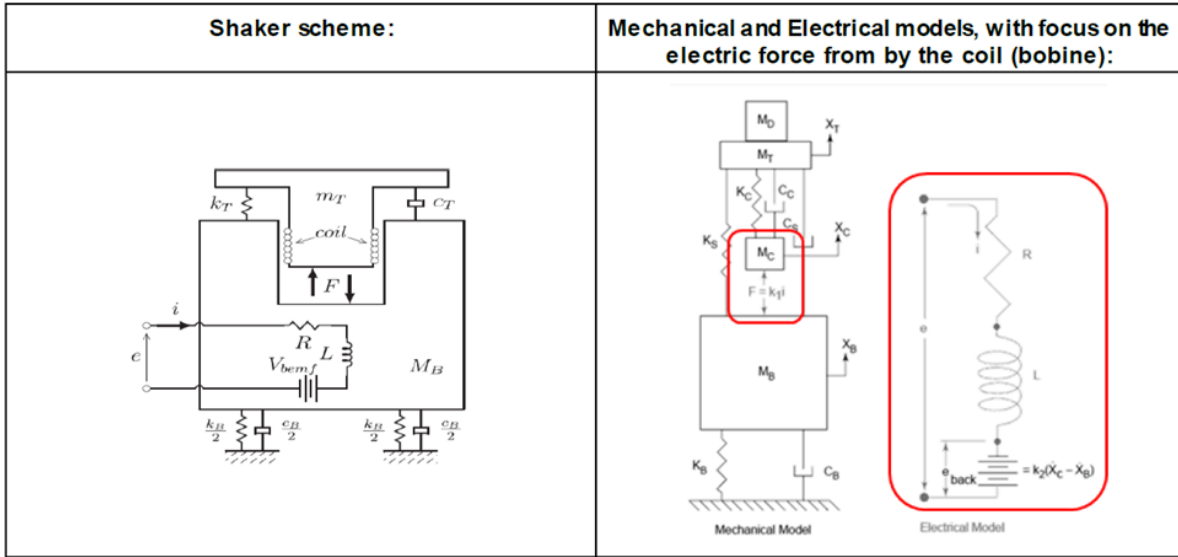 Shaker scheme:
Mechanical and Electrical models, with focus on the
electric force from by the coil (bobine):
m_T
k_T
c_T
coil
F
i
R
L
e
V_bemf
M_B
k_B/2
c_B/2
k_B/2
c_B/2
M_D
X_T
M_T
K_C
C_C
C_S
X_C
K_S
M_C
F = k_1i
X_B
M_B
K_B
C_B
Mechanical Model
i
R
e
L
e_back
= k_2(Ẋ_C − Ẋ_B)
Electrical Model